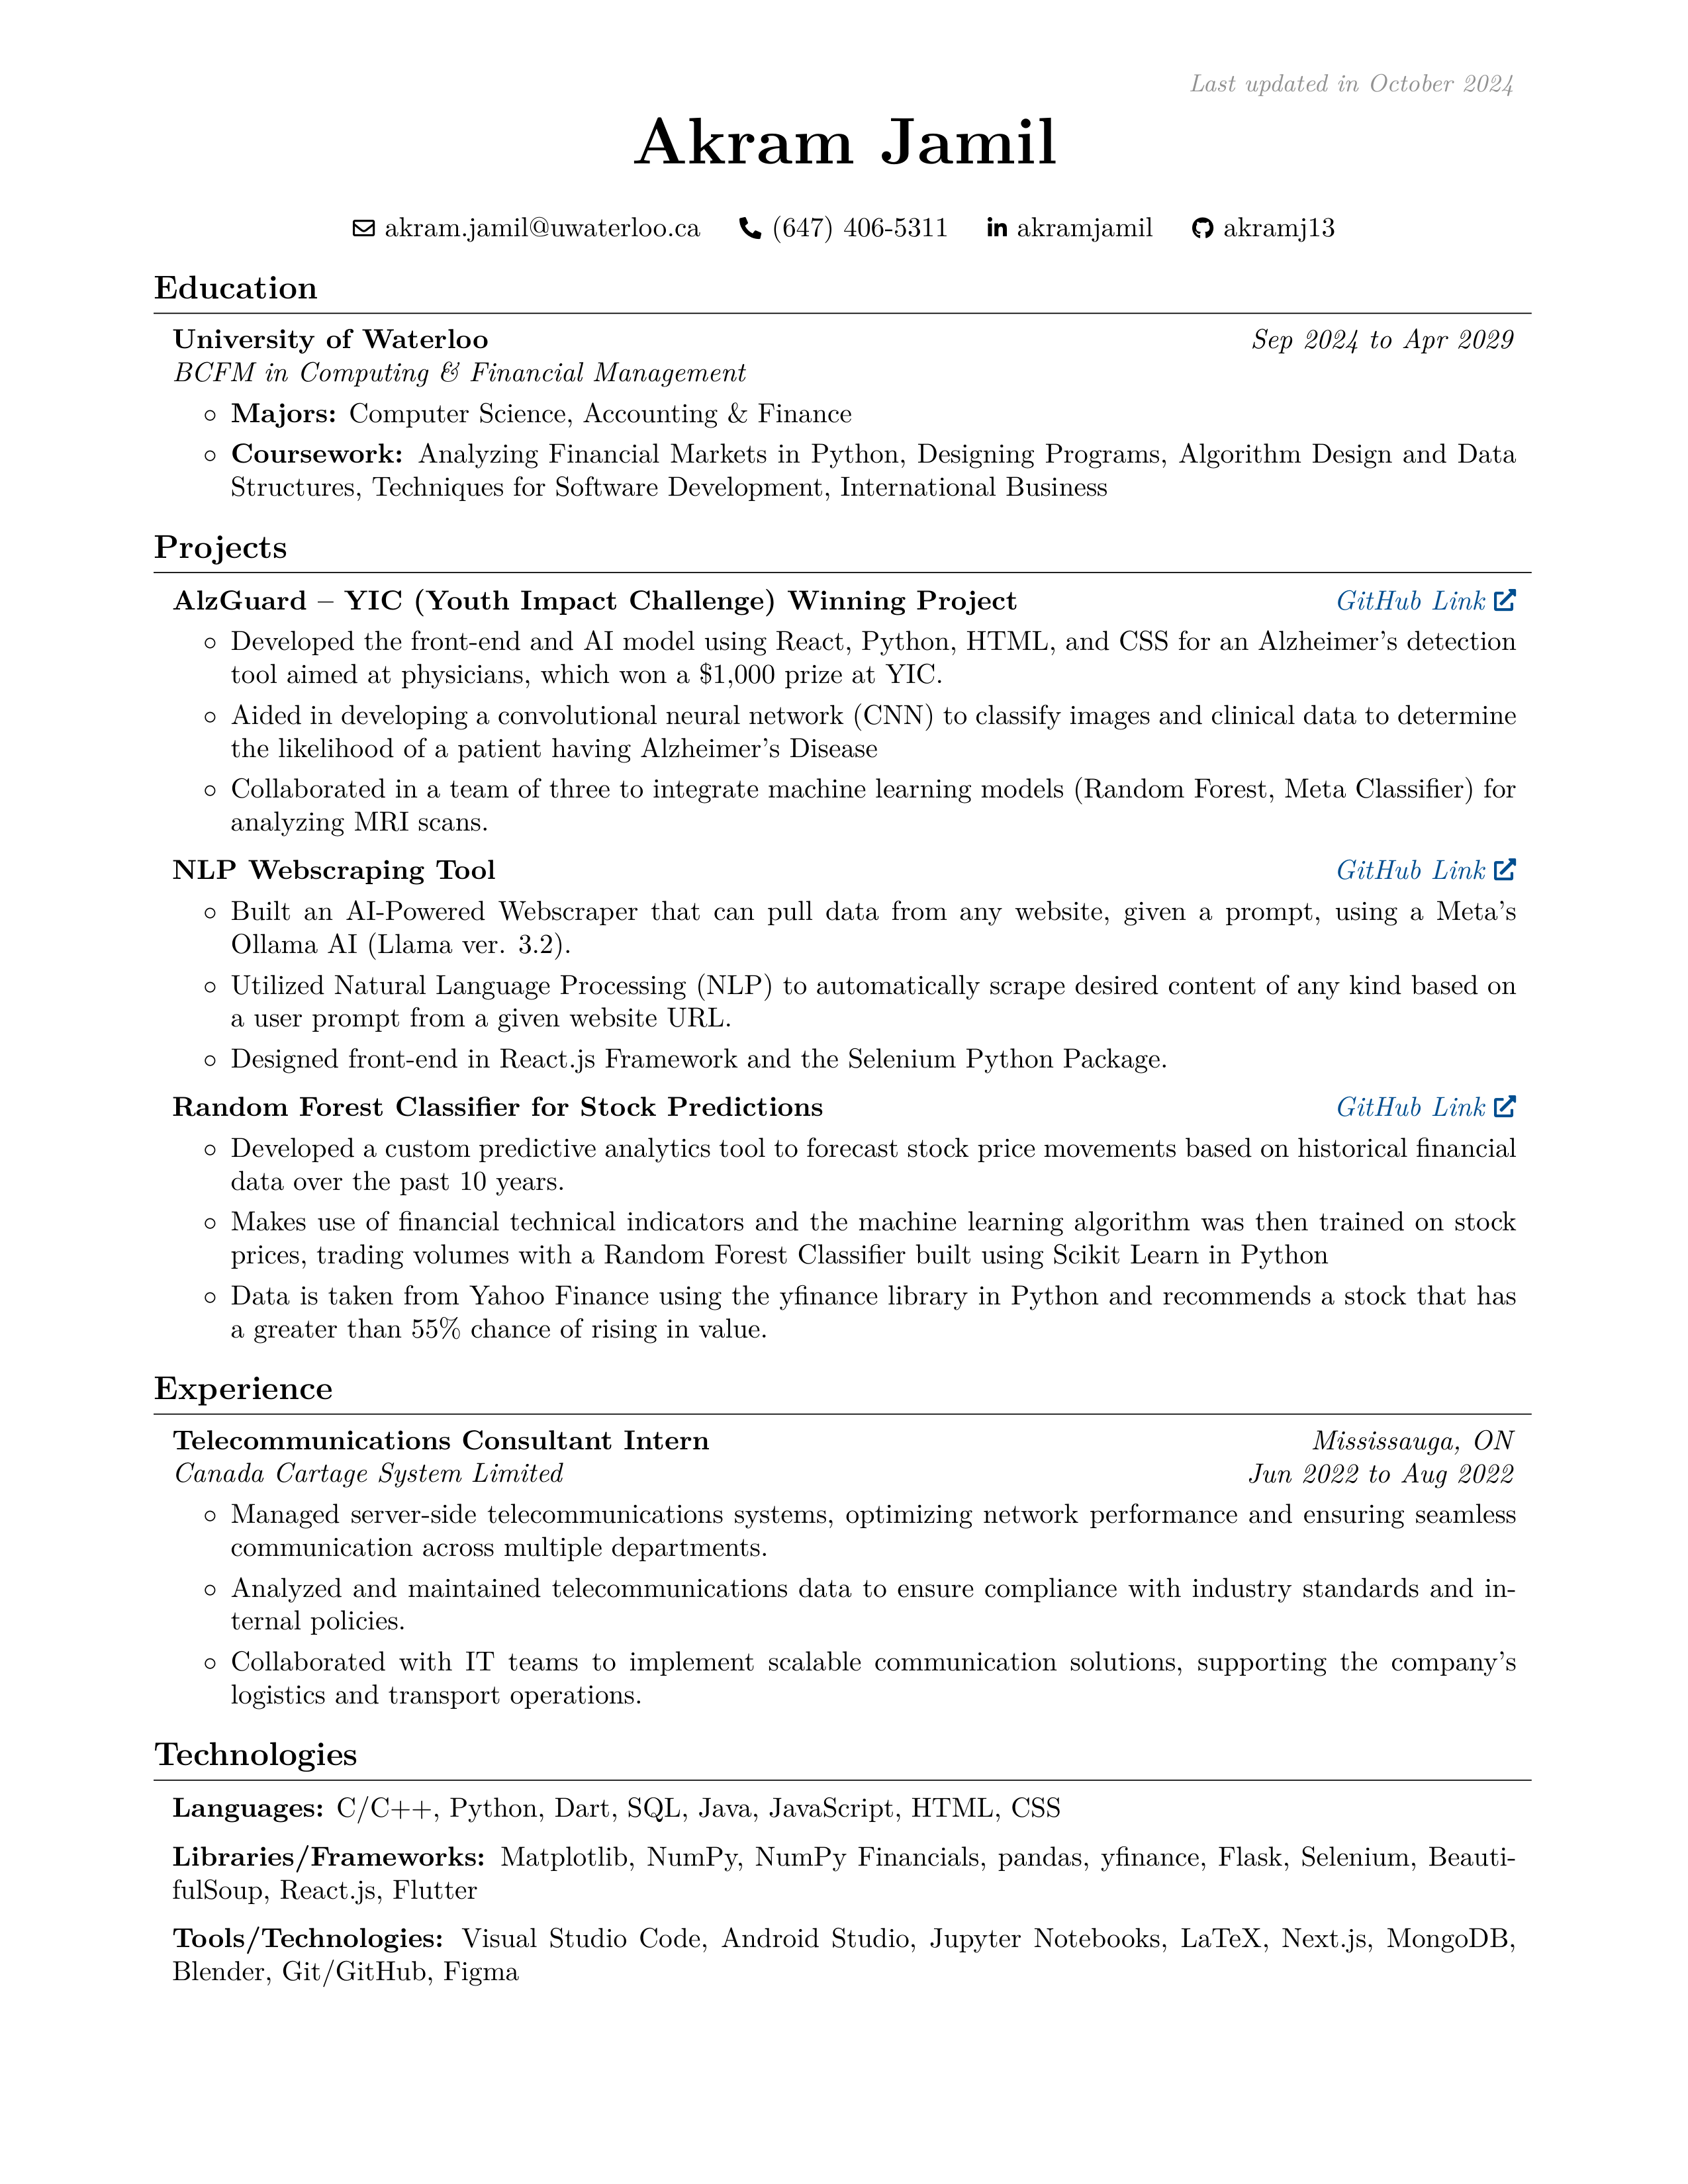 Last updated in October 2024
Akram Jamil
akram.jamil@uwaterloo.ca (647) 406-5311 akramjamil akramj13
Education
University of Waterloo Sep 2024 to Apr 2029
BCFM in Computing & Financial Management
◦ Majors: Computer Science, Accounting & Finance
◦ Coursework: Analyzing Financial Markets in Python, Designing Programs, Algorithm Design and Data
Structures, Techniques for Software Development, International Business
Projects
AlzGuard – YIC (Youth Impact Challenge) Winning Project GitHub Link
◦ Developed the front-end and AI model using React, Python, HTML, and CSS for an Alzheimer's detection
tool aimed at physicians, which won a $1,000 prize at YIC.
◦ Aided in developing a convolutional neural network (CNN) to classify images and clinical data to determine
the likelihood of a patient having Alzheimer's Disease
◦ Collaborated in a team of three to integrate machine learning models (Random Forest, Meta Classifier) for
analyzing MRI scans.
NLP Webscraping Tool GitHub Link
◦ Built an AI-Powered Webscraper that can pull data from any website, given a prompt, using a Meta's
Ollama AI (Llama ver. 3.2).
◦ Utilized Natural Language Processing (NLP) to automatically scrape desired content of any kind based on
a user prompt from a given website URL.
◦ Designed front-end in React.js Framework and the Selenium Python Package.
Random Forest Classifier for Stock Predictions GitHub Link
◦ Developed a custom predictive analytics tool to forecast stock price movements based on historical financial
data over the past 10 years.
◦ Makes use of financial technical indicators and the machine learning algorithm was then trained on stock
prices, trading volumes with a Random Forest Classifier built using Scikit Learn in Python
◦ Data is taken from Yahoo Finance using the yfinance library in Python and recommends a stock that has
a greater than 55% chance of rising in value.
Experience
Telecommunications Consultant Intern Mississauga, ON
Canada Cartage System Limited Jun 2022 to Aug 2022
◦ Managed server-side telecommunications systems, optimizing network performance and ensuring seamless
communication across multiple departments.
◦ Analyzed and maintained telecommunications data to ensure compliance with industry standards and in-
ternal policies.
◦ Collaborated with IT teams to implement scalable communication solutions, supporting the company's
logistics and transport operations.
Technologies
Languages: C/C++, Python, Dart, SQL, Java, JavaScript, HTML, CSS
Libraries/Frameworks: Matplotlib, NumPy, NumPy Financials, pandas, yfinance, Flask, Selenium, Beauti-
fulSoup, React.js, Flutter
Tools/Technologies: Visual Studio Code, Android Studio, Jupyter Notebooks, LaTeX, Next.js, MongoDB,
Blender, Git/GitHub, Figma